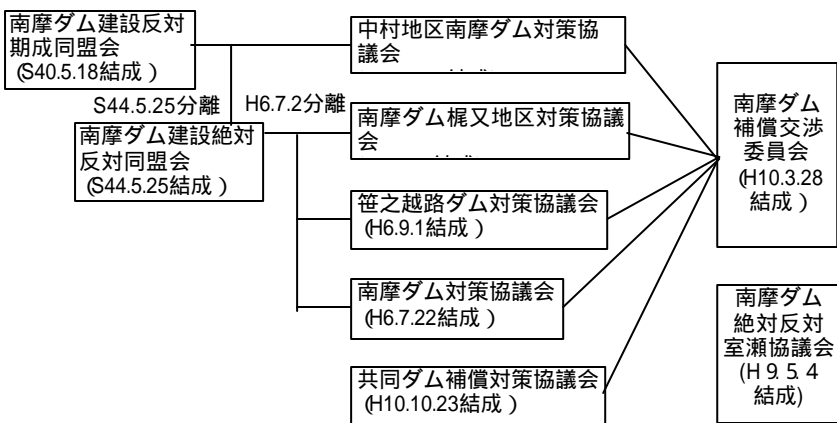 南摩ダム建設反対
期成同盟会
(S40.5.18結成)
S44.5.25分離
H6.7.2分離
南摩ダム建設絶対
反対同盟会
(S44.5.25結成)
中村地区南摩ダム対策協
議会
南摩ダム梶又地区対策協議
会
笹之越路ダム対策協議会
(H6.9.1結成)
南摩ダム対策協議会
(H6.7.22結成)
共同ダム補償対策協議会
(H10.10.23結成)
南摩ダム
補償交渉
委員会
(H10.3.28
結成)
南摩ダム
絶対反対
室瀬協議会
(H9.5.4
結成)